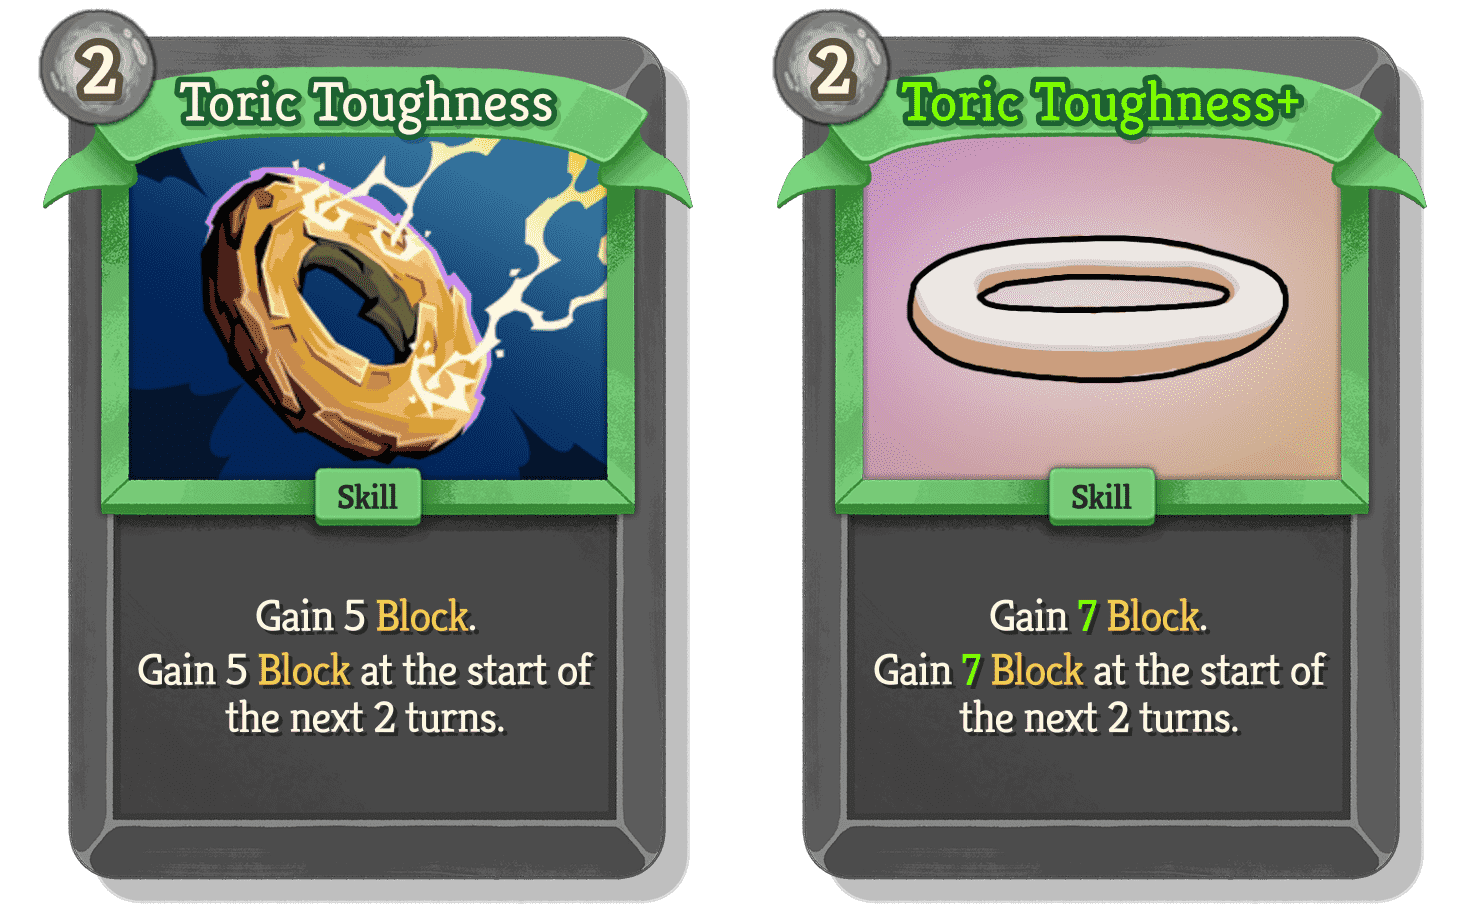 2
Toric Toughness
Skill
Gain 5 Block.
Gain 5 Block at the start of
the next 2 turns.
2
Toric Toughness+
Skill
Gain 7 Block.
Gain 7 Block at the start of
the next 2 turns.